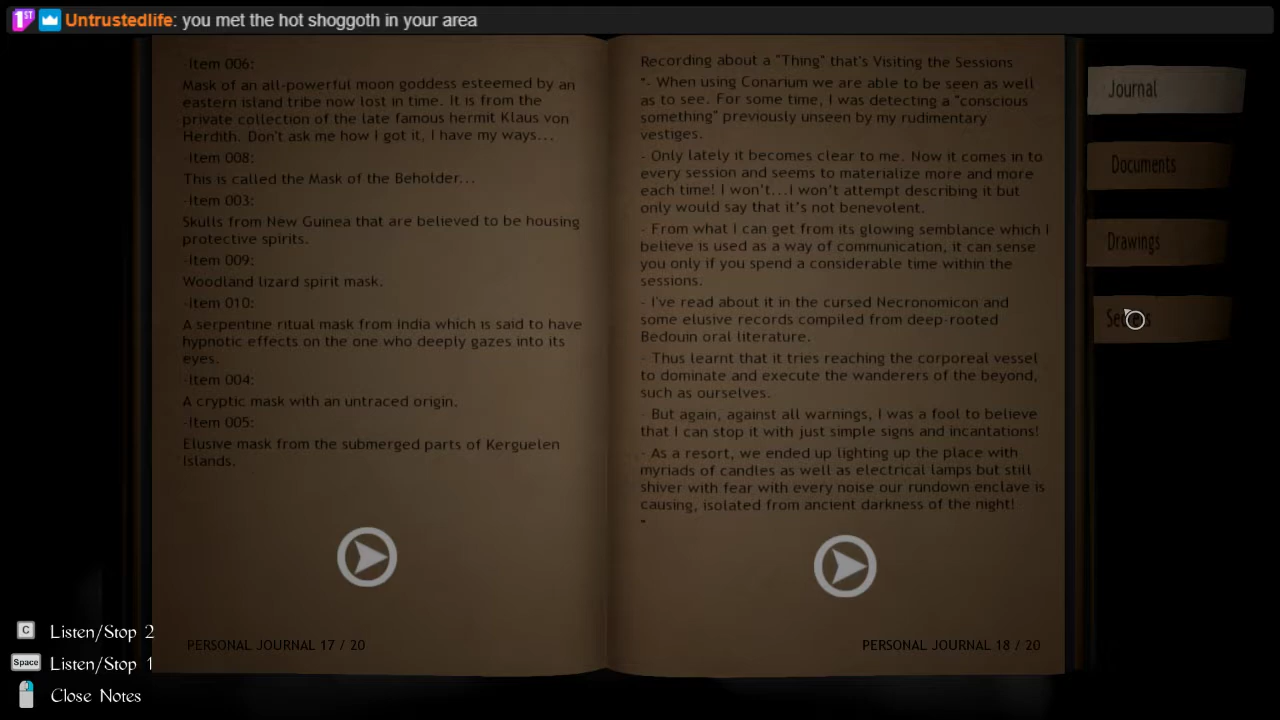 1ST Untrustedlife: you met the hot shoggoth in your area
-Item 006:
Mask of an all-powerful moon goddess esteemed by an
eastern island tribe now lost in time. It is from the
private collection of the late famous hermit Klaus von
Herdith. Don't ask me how I got it, I have my ways...
-Item 008:
This is called the Mask of the Beholder...
-Item 003:
Skulls from New Guinea that are believed to be housing
protective spirits.
-Item 009:
Woodland lizard spirit mask.
-Item 010:
A serpentine ritual mask from India which is said to have
hypnotic effects on the one who deeply gazes into its
eyes.
-Item 004:
A cryptic mask with an untraced origin.
-Item 005:
Elusive mask from the submerged parts of Kerguelen
Islands.
PERSONAL JOURNAL 17 / 20
Recording about a "Thing" that's Visiting the Sessions
"- When using Conarium we are able to be seen as well
as to see. For some time, I was detecting a "conscious
something" previously unseen by my rudimentary
vestiges.
- Only lately it becomes clear to me. Now it comes in to
every session and seems to materialize more and more
each time! I won't...I won't attempt describing it but
only would say that it's not benevolent.
- From what I can get from its glowing semblance which I
believe is used as a way of communication, it can sense
you only if you spend a considerable time within the
sessions.
- I've read about it in the cursed Necronomicon and
some elusive records compiled from deep-rooted
Bedouin oral literature.
- Thus learnt that it tries reaching the corporeal vessel
to dominate and execute the wanderers of the beyond,
such as ourselves.
- But again, against all warnings, I was a fool to believe
that I can stop it with just simple signs and incantations!
- As a resort, we ended up lighting up the place with
myriads of candles as well as electrical lamps but still
shiver with fear with every noise our rundown enclave is
causing, isolated from ancient darkness of the night!
"
PERSONAL JOURNAL 18 / 20
Journal
Documents
Drawings
C Listen/Stop 2
Space Listen/Stop 1
Close Notes